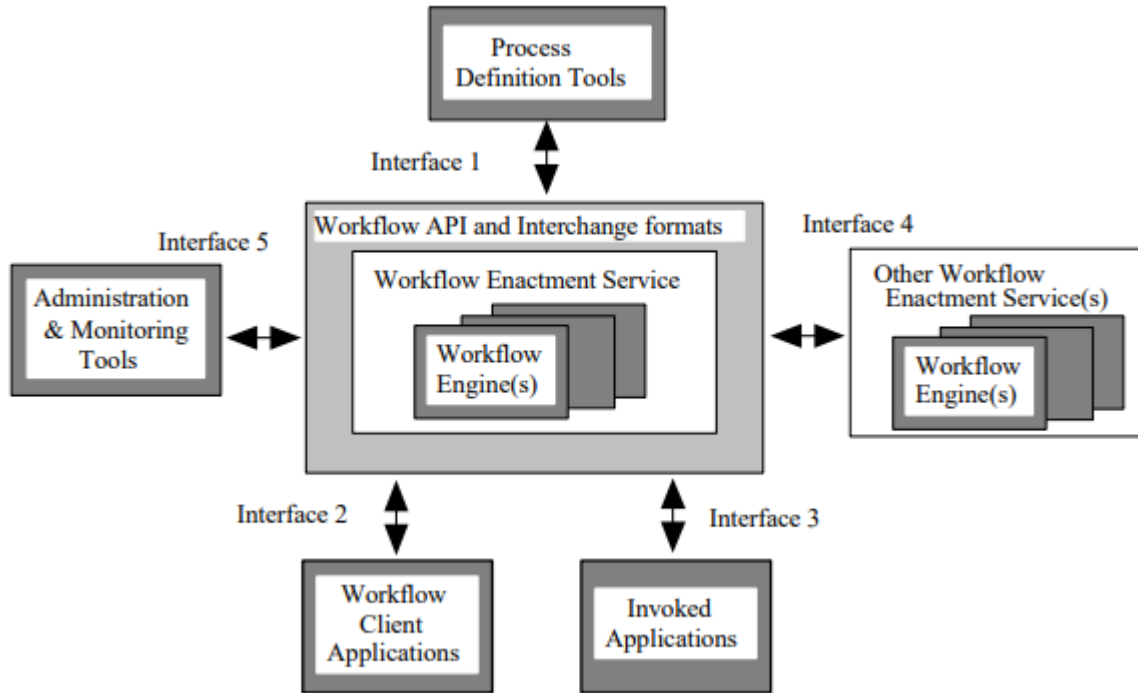 Process
Definition Tools
Interface 1
Workflow API and Interchange formats
Interface 4
Interface 5
Workflow Enactment Service
Other Workflow
Enactment Service(s)
Administration
& Monitoring
Tools
Workflow
Engine(s)
Workflow
Engine(s)
Interface 2
Interface 3
Workflow
Client
Applications
Invoked
Applications